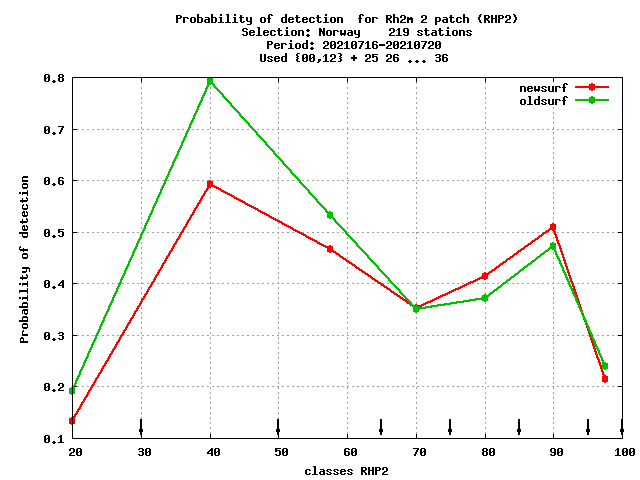 Probability of detection  for Rh2m 2 patch (RHP2)
Selection: Norway    219 stations
Period: 20210716-20210720
Used {00,12} + 25 26 ... 36
newsurf
oldsurf
0.8
0.7
0.6
0.5
0.4
0.3
0.2
0.1
Probability of detection
20 30 40 50 60 70 80 90 100
classes RHP2